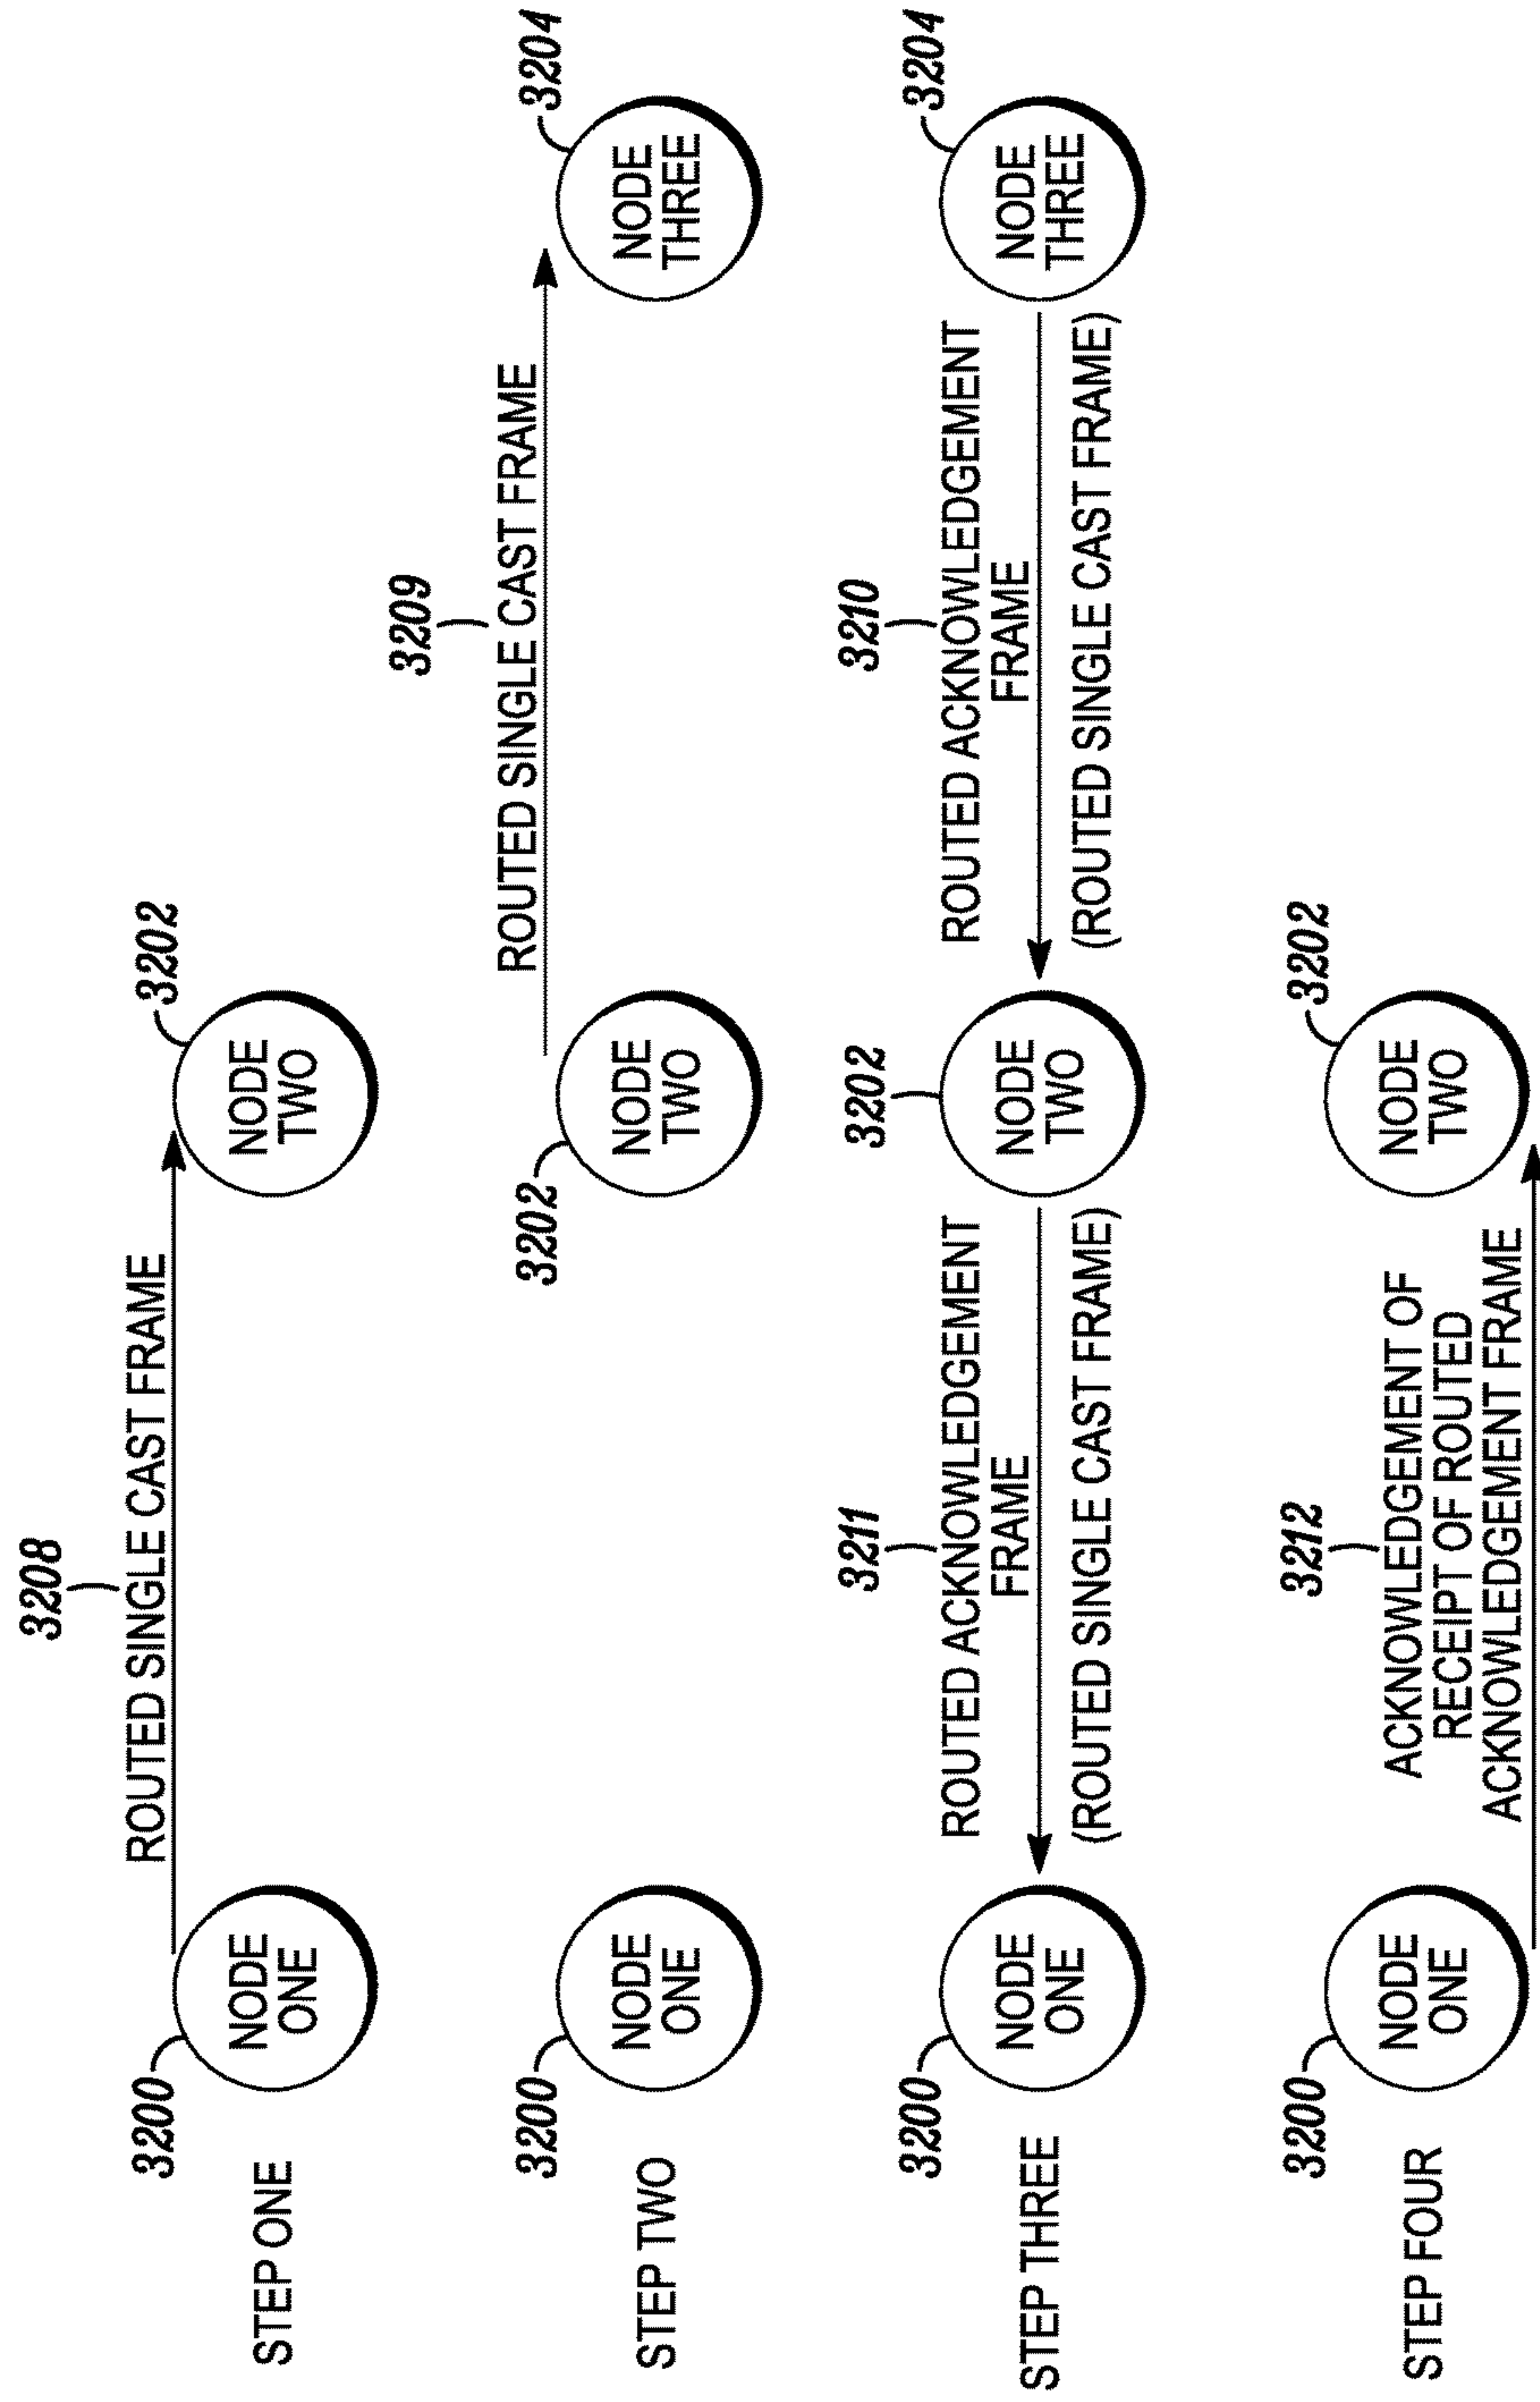 3208
ROUTED SINGLE CAST FRAME
3200
NODE
ONE
3202
NODE
TWO
STEP ONE
3209
ROUTED SINGLE CAST FRAME
3200
NODE
ONE
3202
NODE
TWO
3204
NODE
THREE
STEP TWO
3200
NODE
ONE
3211
ROUTED ACKNOWLEDGEMENT
FRAME
(ROUTED SINGLE CAST FRAME)
3202
NODE
TWO
3210
ROUTED ACKNOWLEDGEMENT
FRAME
(ROUTED SINGLE CAST FRAME)
3204
NODE
THREE
STEP THREE
3200
NODE
ONE
3212
ACKNOWLEDGEMENT OF
RECEIPT OF ROUTED
ACKNOWLEDGEMENT FRAME
3202
NODE
TWO
STEP FOUR